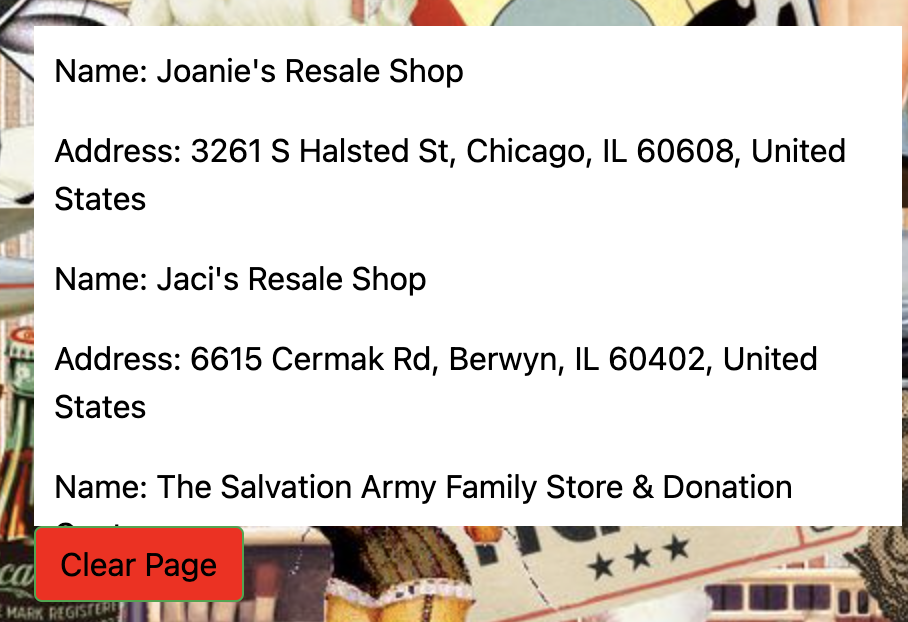 Name: Joanie's Resale Shop
Address: 3261 S Halsted St, Chicago, IL 60608, United
States
Name: Jaci's Resale Shop
Address: 6615 Cermak Rd, Berwyn, IL 60402, United
States
Name: The Salvation Army Family Store & Donation
Clear Page
MARK REGISTERE